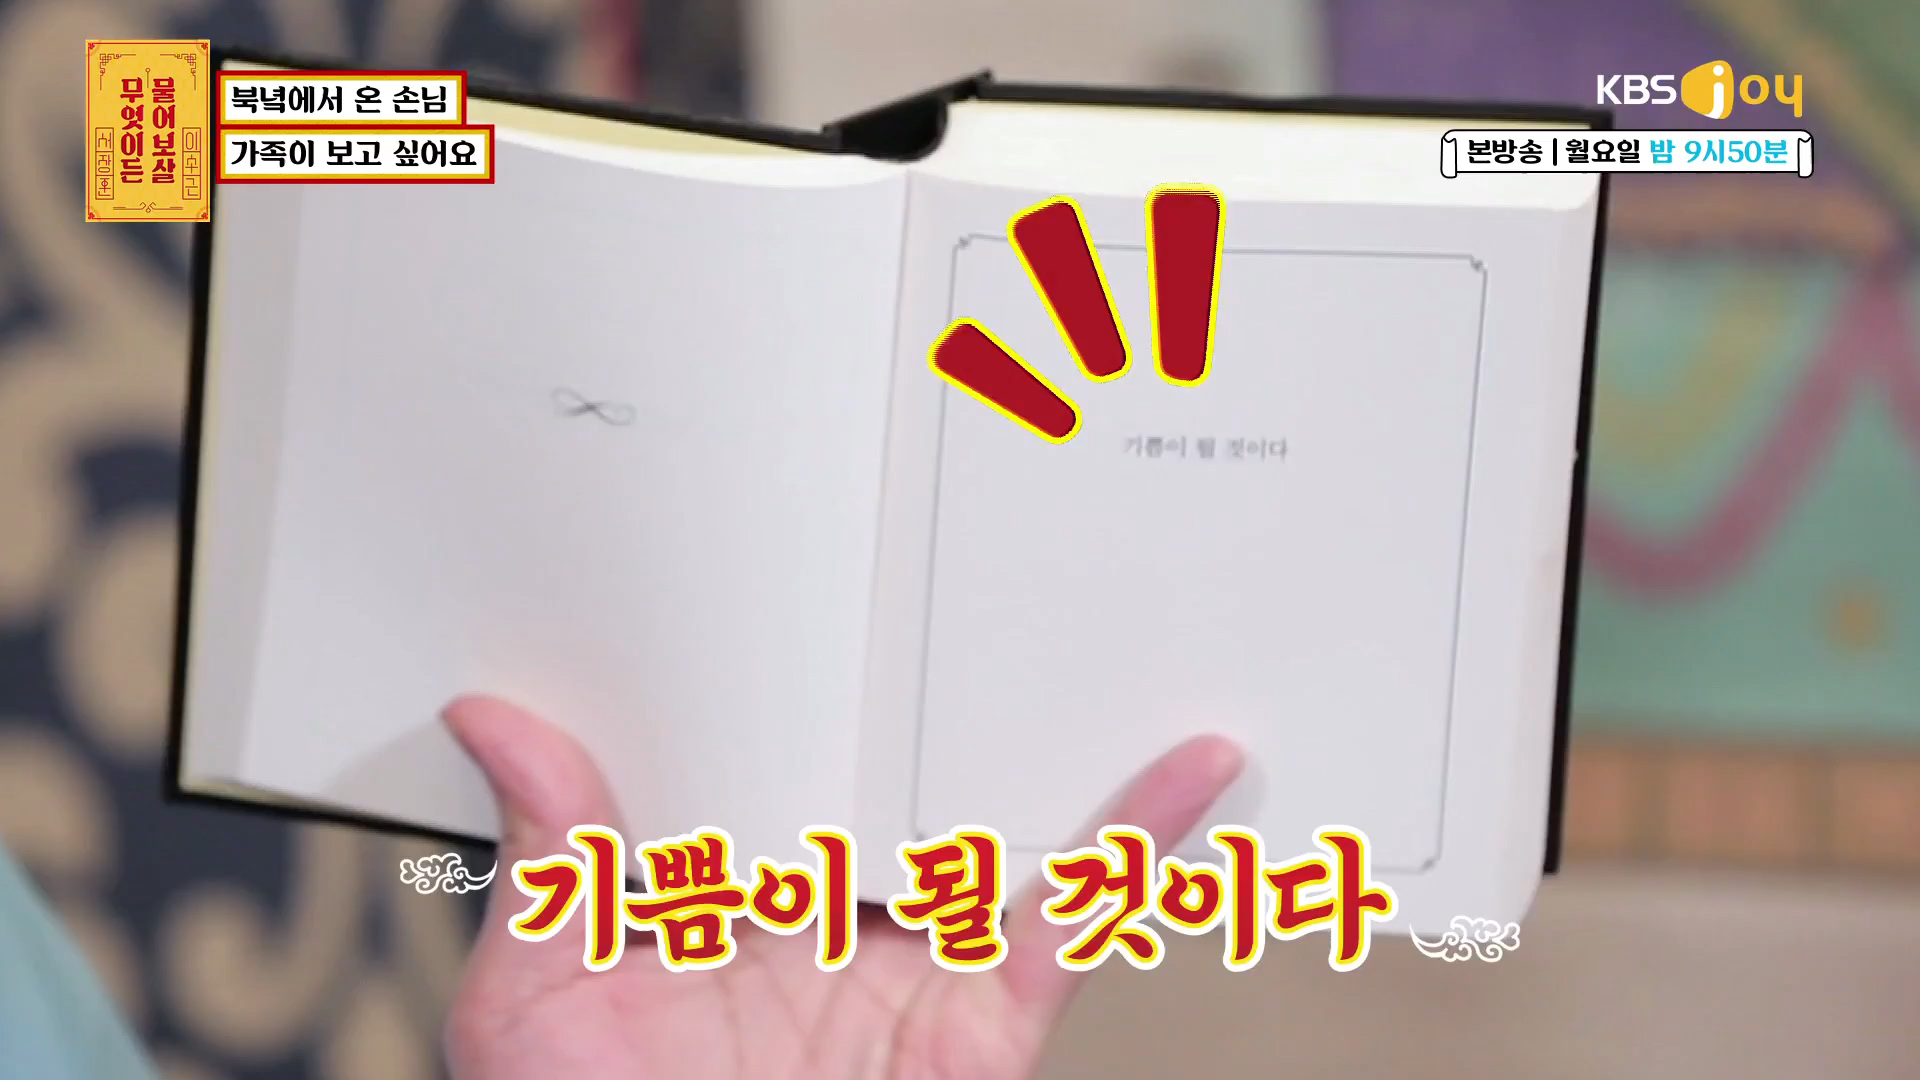 무엇이든
물어보살
서장훈
이수근
북녘에서 온 손님
가족이 보고 싶어요
KBS joy
본방송 | 월요일 밤 9시50분
기쁨이 될 것이다
기쁨이 될 것이다